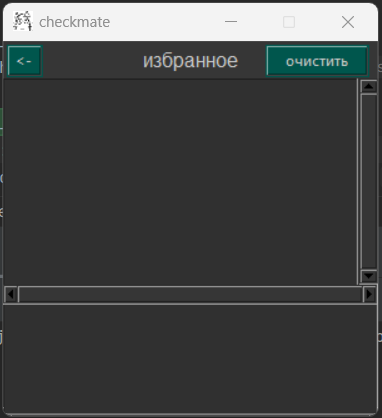 checkmate
<- избранное очистить